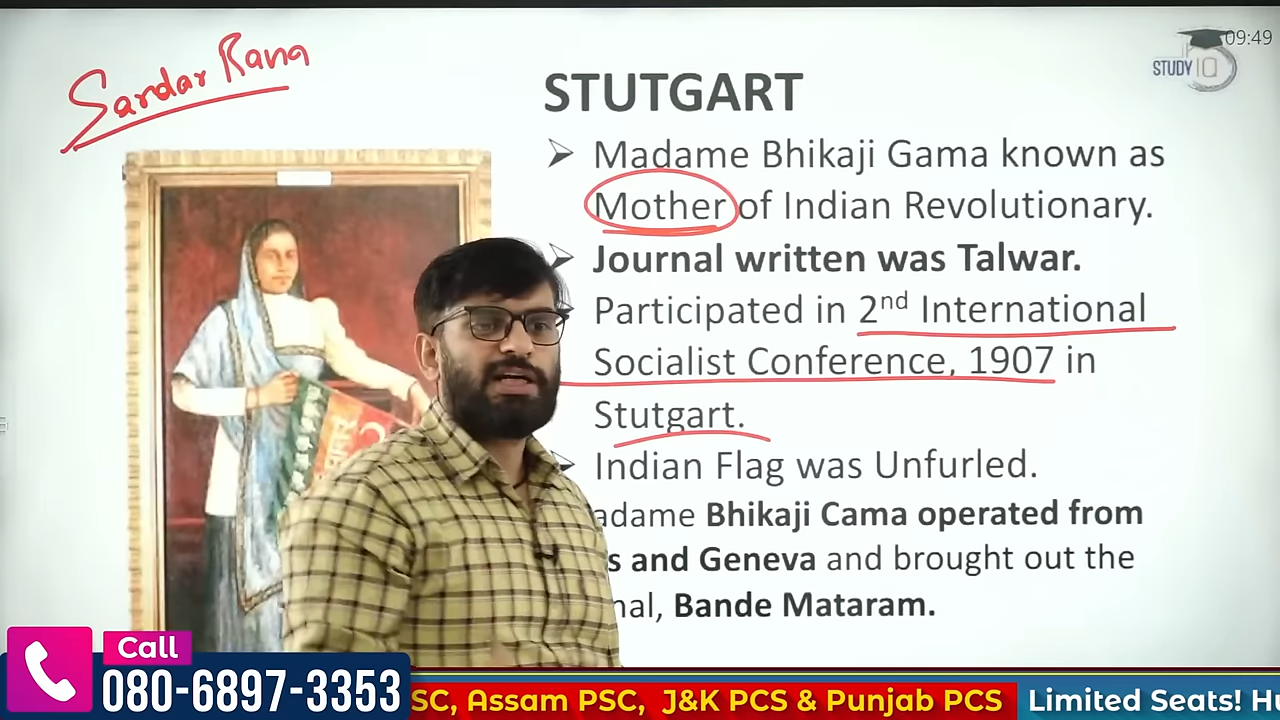 Sardar Rana
09:49
STUDY IQ
STUTGART
➢ Madame Bhikaji Gama known as
Mother of Indian Revolutionary.
➢ Journal written was Talwar.
Participated in 2nd International
Socialist Conference, 1907 in
Stutgart.
Indian Flag was Unfurled.
adame Bhikaji Cama operated from
s and Geneva and brought out the
nal, Bande Mataram.
Call
080-6897-3353
SC, Assam PSC, J&K PCS & Punjab PCS
Limited Seats! Hu